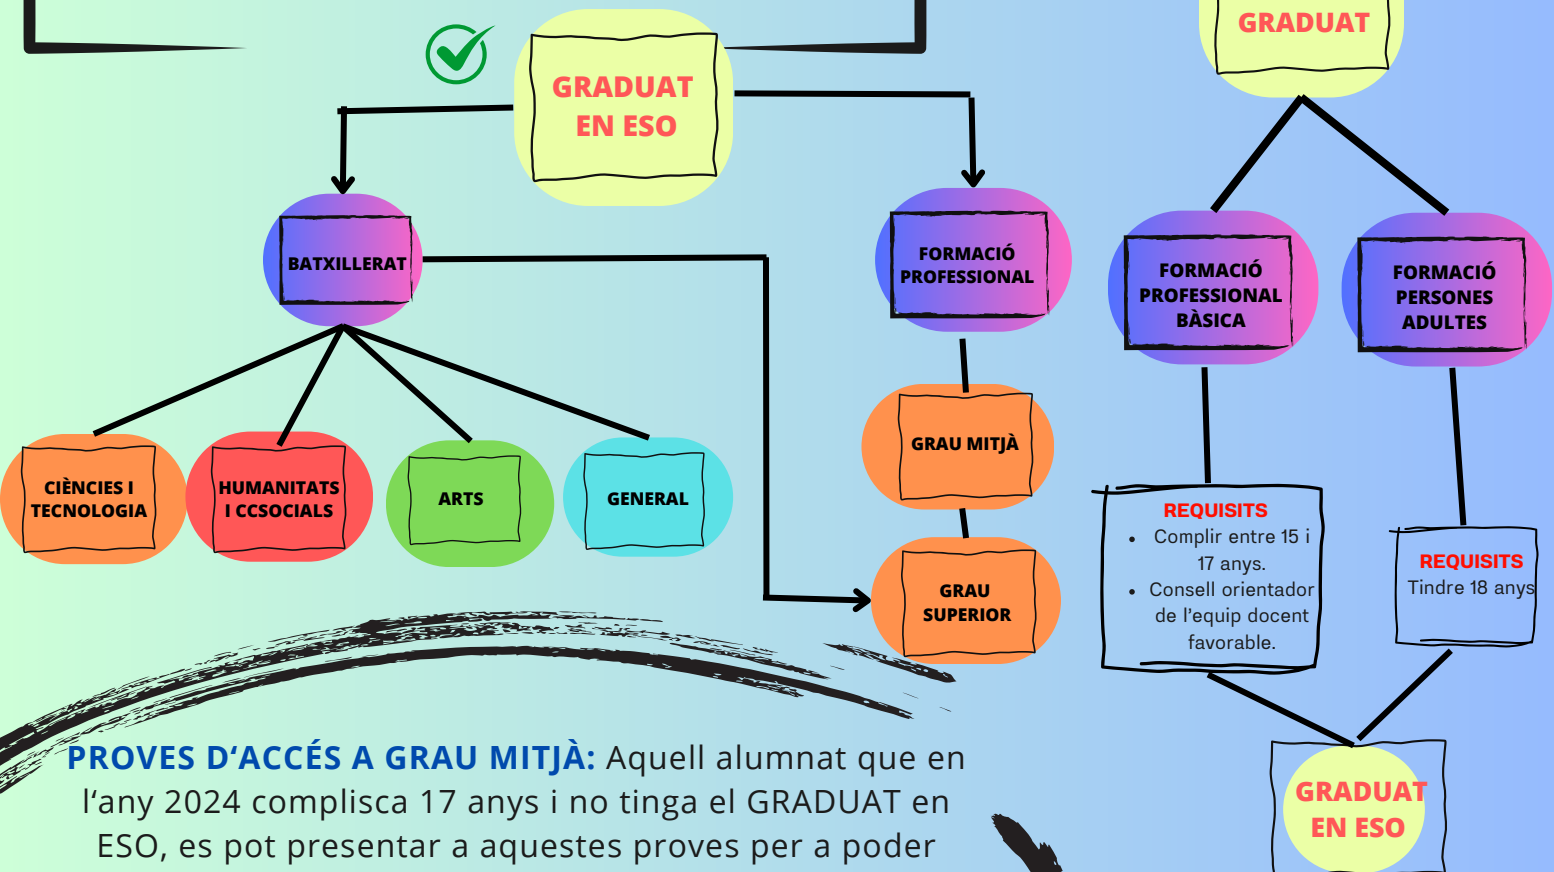 GRADUAT
EN ESO
BATXILLERAT
FORMACIÓ
PROFESSIONAL
CIÈNCIES I
TECNOLOGIA
HUMANITATS
I CCSOCIALS
ARTS
GENERAL
GRAU MITJÀ
GRAU
SUPERIOR
GRADUAT
FORMACIÓ
PROFESSIONAL
BÀSICA
FORMACIÓ
PERSONES
ADULTES
REQUISITS
• Complir entre 15 i
17 anys.
• Consell orientador
de l’equip docent
favorable.
REQUISITS
Tindre 18 anys
GRADUAT
EN ESO
PROVES D‘ACCÉS A GRAU MITJÀ: Aquell alumnat que en
l‘any 2024 complisca 17 anys i no tinga el GRADUAT en
ESO, es pot presentar a aquestes proves per a poder